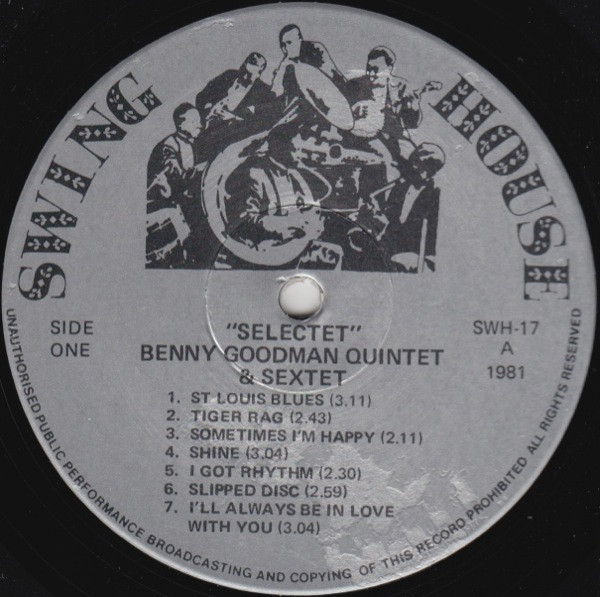 SWING HOUSE
SIDE
ONE
SWH-17
A
1981
"SELECTET"
BENNY GOODMAN QUINTET
& SEXTET
1. ST LOUIS BLUES (3.11)
2. TIGER RAG (2.43)
3. SOMETIMES I'M HAPPY (2.11)
4. SHINE (3.04)
5. I GOT RHYTHM (2.30)
6. SLIPPED DISC (2.59)
7. I'LL ALWAYS BE IN LOVE
WITH YOU (3.04)
UNAUTHORISED PUBLIC PERFORMANCE BROADCASTING AND COPYING OF THIS RECORD PROHIBITED ALL RIGHTS RESERVED